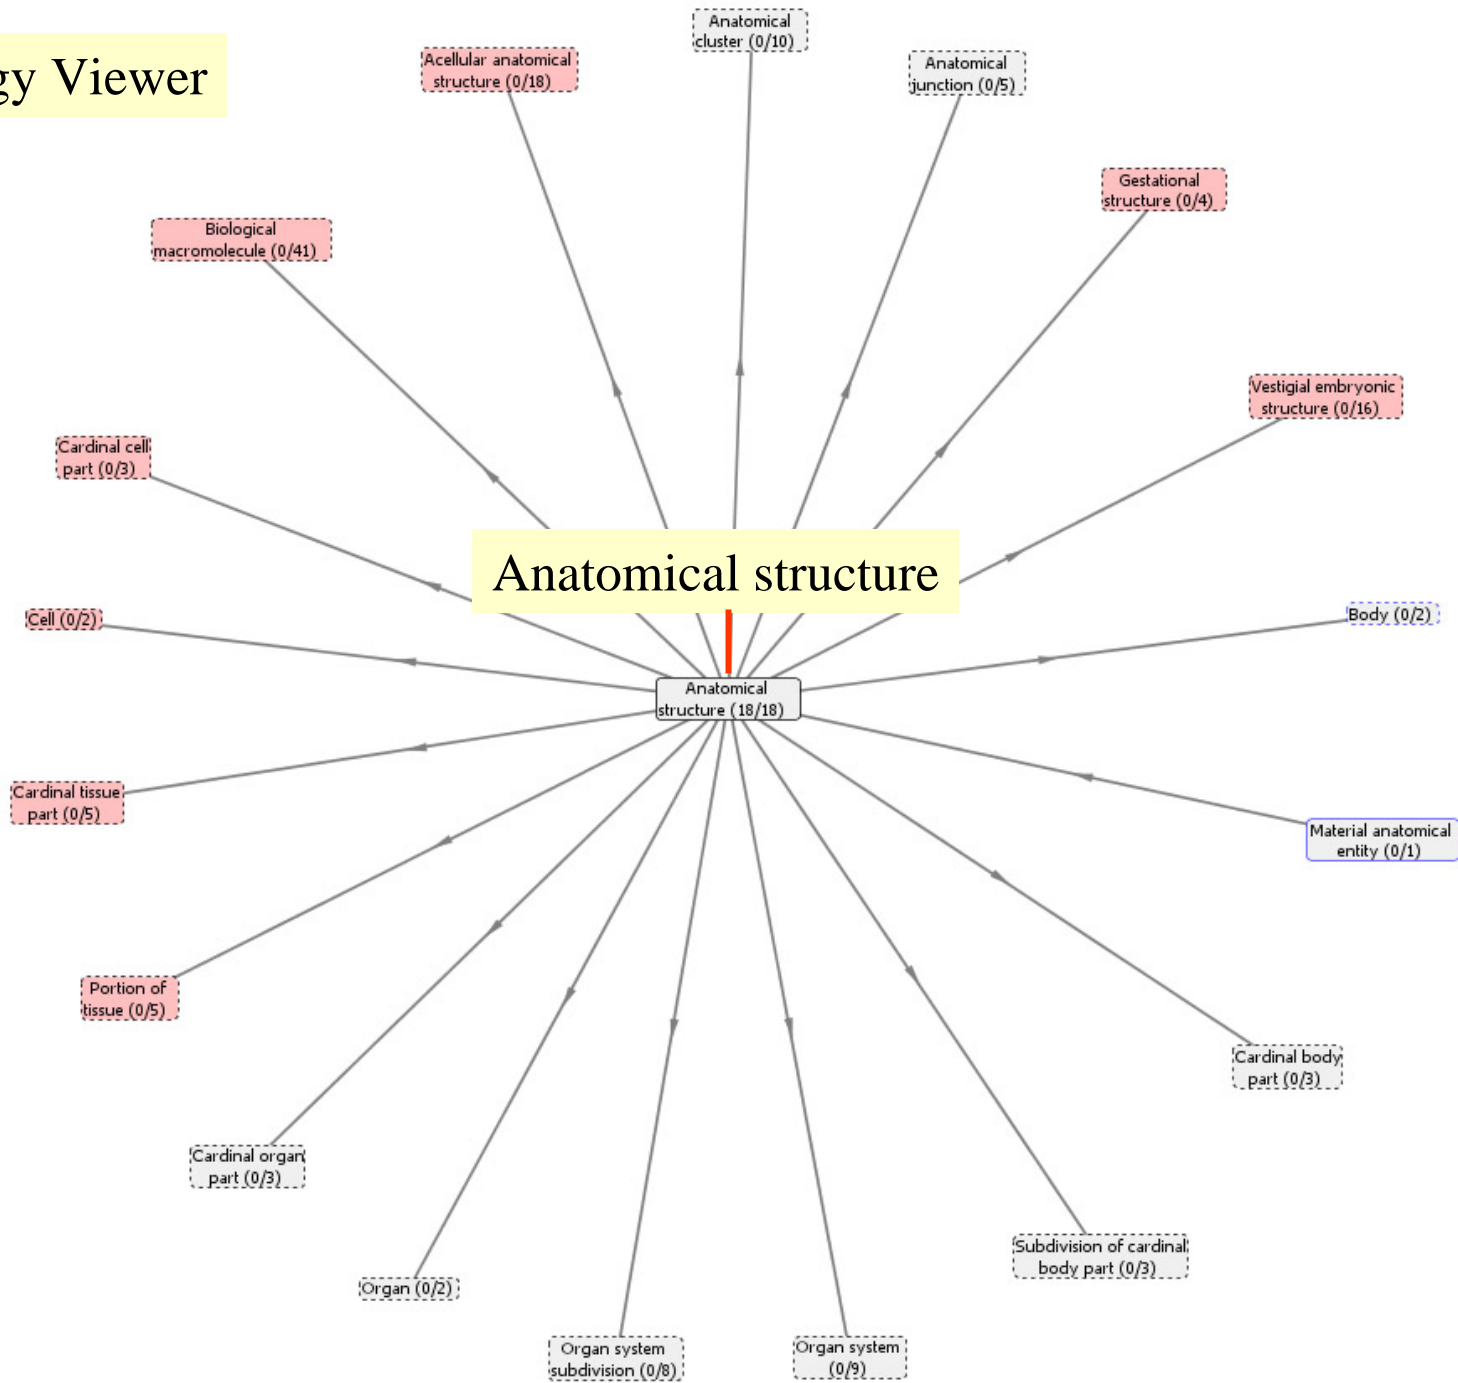 Anatomical
cluster (0/10)
Acellular anatomical
structure (0/18)
Anatomical
junction (0/5)
gy Viewer
Gestational
structure (0/4)
Biological
macromolecule (0/41)
Vestigial embryonic
structure (0/16)
Cardinal cell
part (0/3)
Anatomical structure
Cell (0/2)
Body (0/2)
Anatomical
structure (18/18)
Cardinal tissue
part (0/5)
Material anatomical
entity (0/1)
Portion of
tissue (0/5)
Cardinal body
part (0/3)
Cardinal organ
part (0/3)
Subdivision of cardinal
body part (0/3)
Organ (0/2)
Organ system
subdivision (0/8)
Organ system
(0/9)